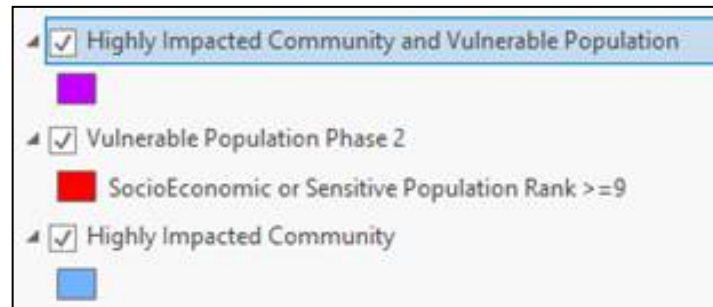 Highly Impacted Community and Vulnerable Population
Vulnerable Population Phase 2
SocioEconomic or Sensitive Population Rank >=9
Highly Impacted Community